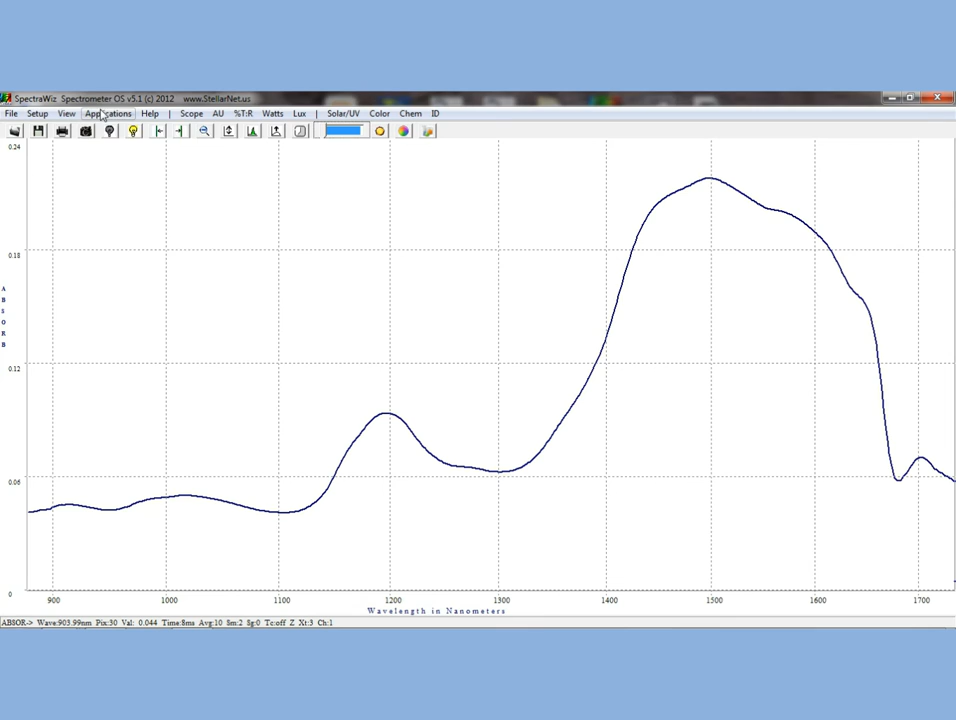 SpectraWiz Spectrometer OS v5.1 (c) 2012 www.StellarNet.us
File Setup View Applications Help | Scope AU %T:R Watts Lux | Solar/UV Color Chem ID
0.24
0.18
A
B
S
O
R
B
0.12
0.06
0
900 1000 1100 1200 1300 1400 1500 1600 1700
Wavelength in Nanometers
ABSOR-> Wave:903.99nm Pix:30 Val: 0.044 Time:8ms Avg:10 Sm:2 Sg:0 Tc:off Z Xt:3 Ch:1